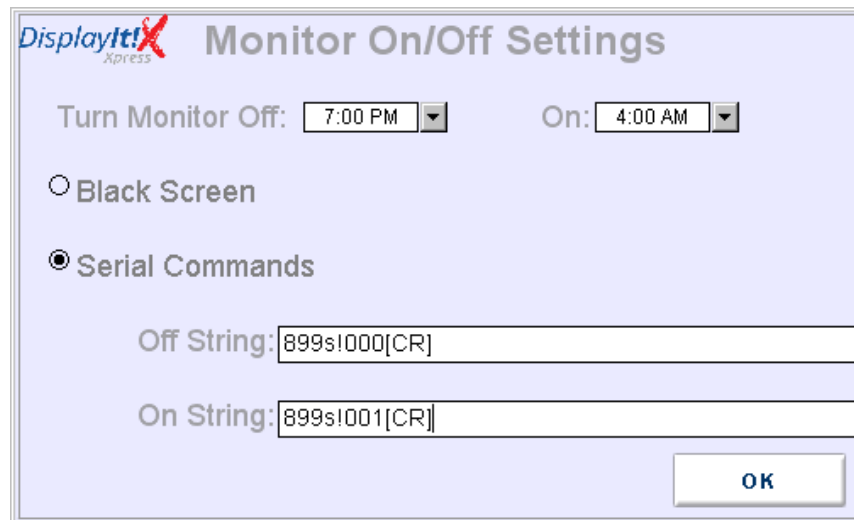 DisplayIt!X Xpress Monitor On/Off Settings
Turn Monitor Off: 7:00 PM On: 4:00 AM
Black Screen
Serial Commands
Off String: 899s!000[CR]
On String: 899s!001[CR]
OK